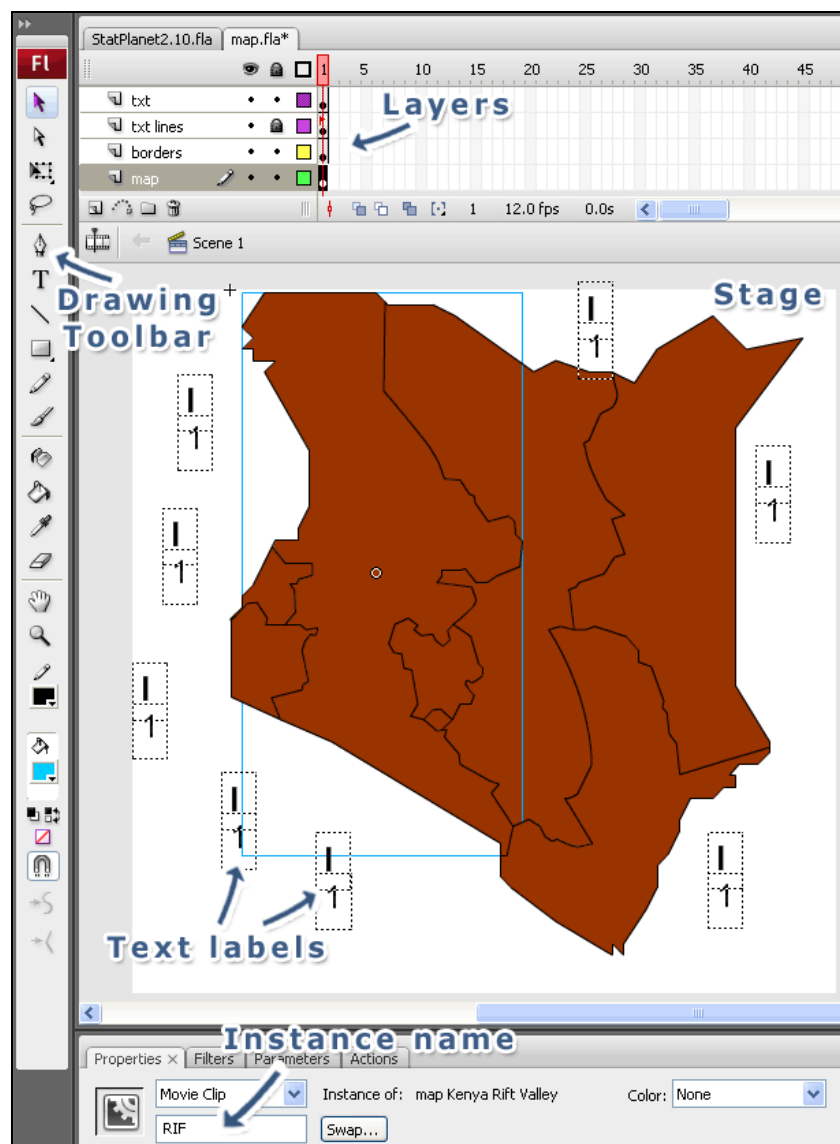 StatPlanet2.10.fla map.fla*
Fl
1 5 10 15 20 25 30 35 40 45
txt
txt lines
borders
map
Layers
1 12.0 fps 0.0s
Scene 1
T
Drawing
Toolbar
Stage
I
1
I
1
I
1
I
1
I
1
I
1
I
1
I
1
Text labels
Instance name
Properties × Filters Parameters Actions
Movie Clip Instance of: map Kenya Rift Valley Color: None
RIF Swap...